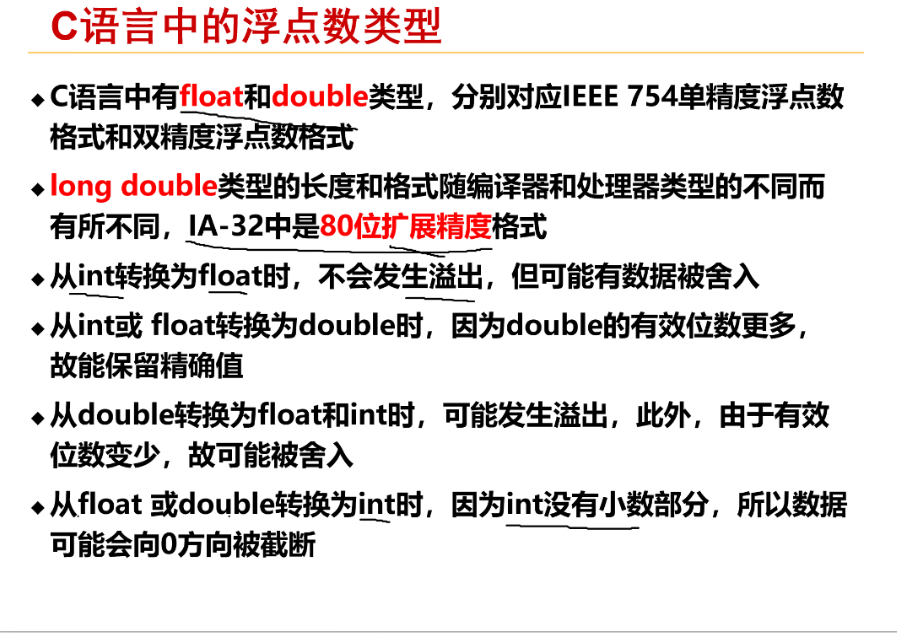 C语言中的浮点数类型
◆C语言中有float和double类型，分别对应IEEE 754单精度浮点数
格式和双精度浮点数格式
◆long double类型的长度和格式随编译器和处理器类型的不同而
有所不同，IA-32中是80位扩展精度格式
◆从int转换为float时，不会发生溢出，但可能有数据被舍入
◆从int或 float转换为double时，因为double的有效位数更多，
故能保留精确值
◆从double转换为float和int时，可能发生溢出，此外，由于有效
位数变少，故可能被舍入
◆从float 或double转换为int时，因为int没有小数部分，所以数据
可能会向0方向被截断